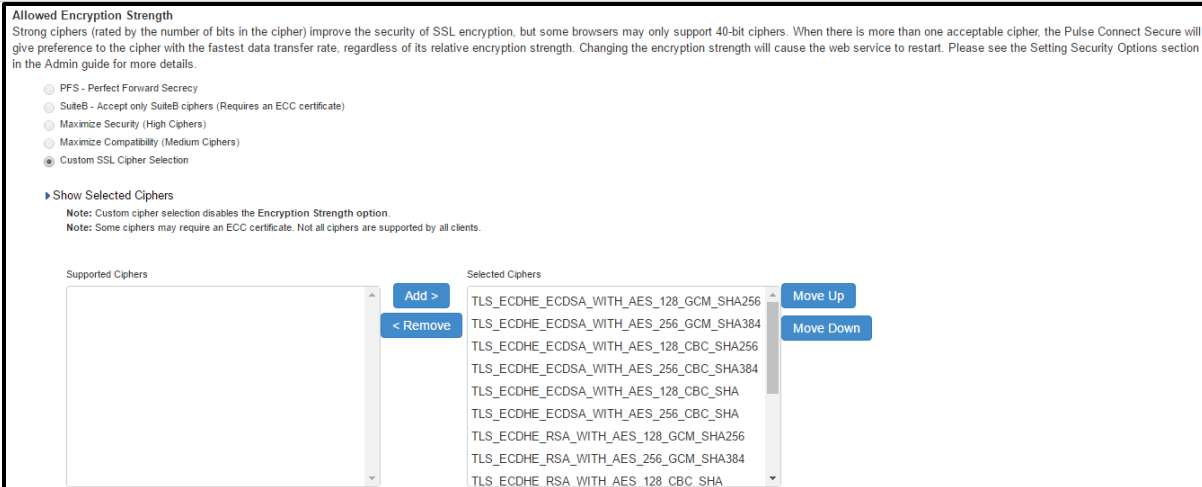 Allowed Encryption Strength
Strong ciphers (rated by the number of bits in the cipher) improve the security of SSL encryption, but some browsers may only support 40-bit ciphers. When there is more than one acceptable cipher, the Pulse Connect Secure will
give preference to the cipher with the fastest data transfer rate, regardless of its relative encryption strength. Changing the encryption strength will cause the web service to restart. Please see the Setting Security Options section
in the Admin guide for more details.
PFS - Perfect Forward Secrecy
SuiteB - Accept only SuiteB ciphers (Requires an ECC certificate)
Maximize Security (High Ciphers)
Maximize Compatibility (Medium Ciphers)
Custom SSL Cipher Selection
Show Selected Ciphers
Note: Custom cipher selection disables the Encryption Strength option.
Note: Some ciphers may require an ECC certificate. Not all ciphers are supported by all clients.
Supported Ciphers
Add >
< Remove
Selected Ciphers
TLS_ECDHE_ECDSA_WITH_AES_128_GCM_SHA256
TLS_ECDHE_ECDSA_WITH_AES_256_GCM_SHA384
TLS_ECDHE_ECDSA_WITH_AES_128_CBC_SHA256
TLS_ECDHE_ECDSA_WITH_AES_256_CBC_SHA384
TLS_ECDHE_ECDSA_WITH_AES_128_CBC_SHA
TLS_ECDHE_ECDSA_WITH_AES_256_CBC_SHA
TLS_ECDHE_RSA_WITH_AES_128_GCM_SHA256
TLS_ECDHE_RSA_WITH_AES_256_GCM_SHA384
TLS_ECDHE_RSA_WITH_AES_128_CBC_SHA
Move Up
Move Down